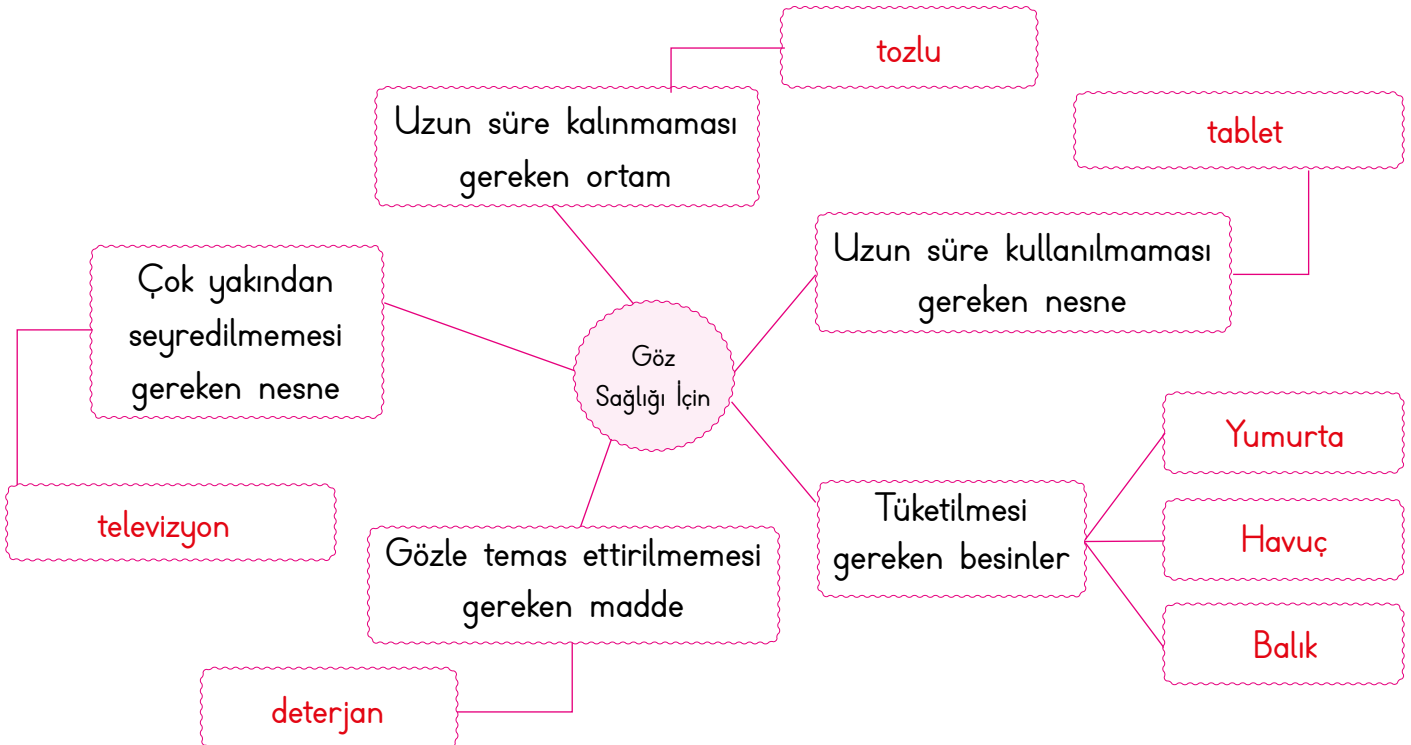 tozlu
Uzun süre kalınmaması
gereken ortam
tablet
Uzun süre kullanılmaması
gereken nesne
Çok yakından
seyredilmemesi
gereken nesne
Göz
Sağlığı İçin
televizyon
Yumurta
Tüketilmesi
gereken besinler
Havuç
Balık
Gözle temas ettirilmemesi
gereken madde
deterjan